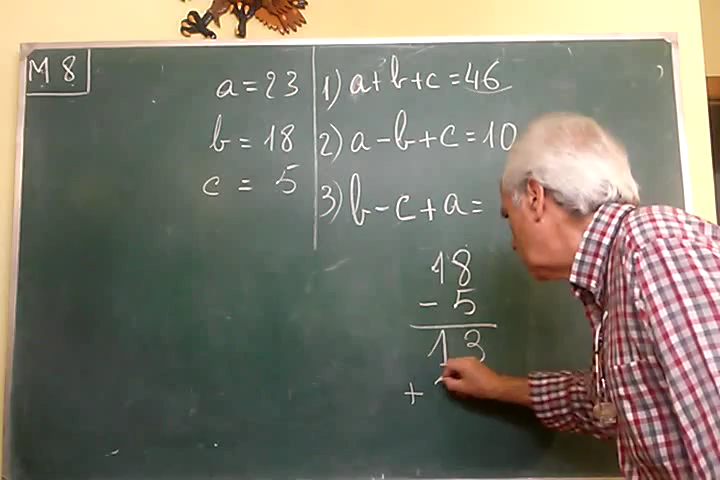 M 8
a = 23
b = 18
c = 5
1) a+b+c = 46
2) a-b+c = 10
3) b-c+a =
18
- 5
13
+